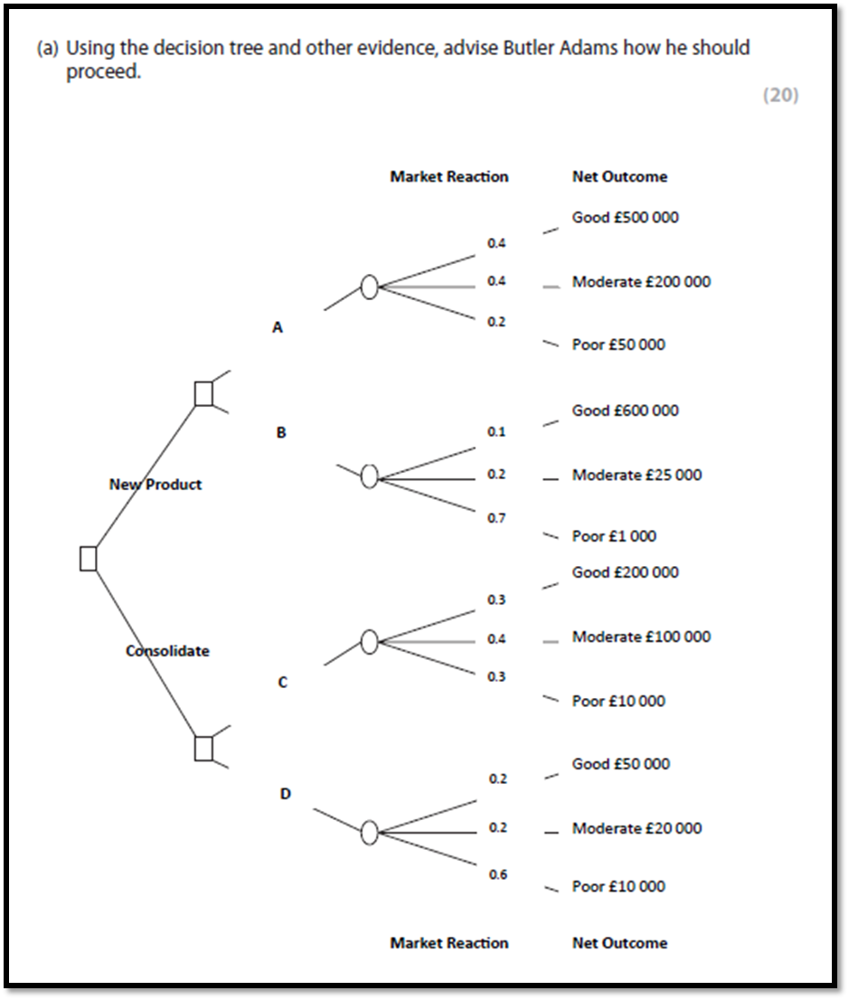 (a) Using the decision tree and other evidence, advise Butler Adams how he should
proceed.
(20)
Market Reaction Net Outcome
Good £500 000
0.4
0.4 Moderate £200 000
0.2
A
Poor £50 000
Good £600 000
B 0.1
0.2 Moderate £25 000
New Product
0.7
Poor £1 000
Good £200 000
0.3
0.4 Moderate £100 000
Consolidate
0.3
C
Poor £10 000
Good £50 000
0.2
D
0.2 Moderate £20 000
0.6
Poor £10 000
Market Reaction Net Outcome